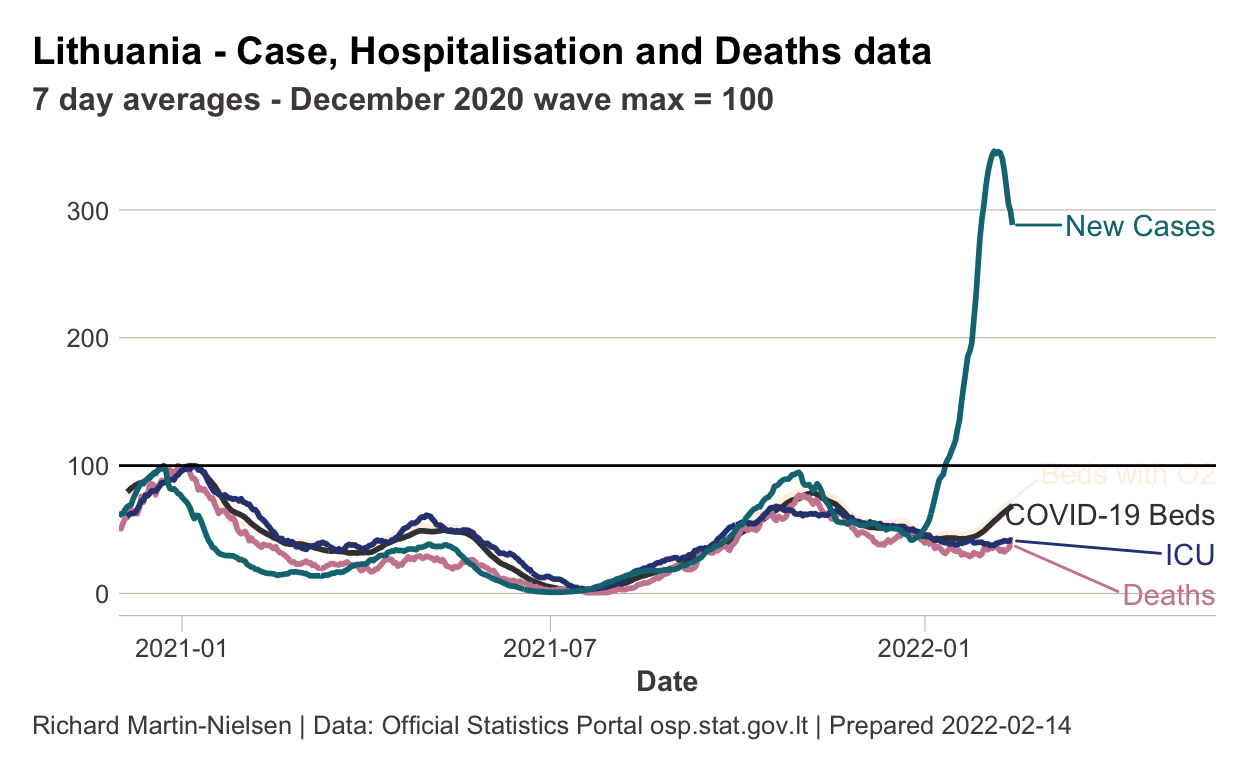 Lithuania - Case, Hospitalisation and Deaths data
7 day averages - December 2020 wave max = 100
300
New Cases
200
100
Beds with O2
COVID-19 Beds
ICU
0
Deaths
2021-01
2021-07
2022-01
Date
Richard Martin-Nielsen | Data: Official Statistics Portal osp.stat.gov.lt | Prepared 2022-02-14